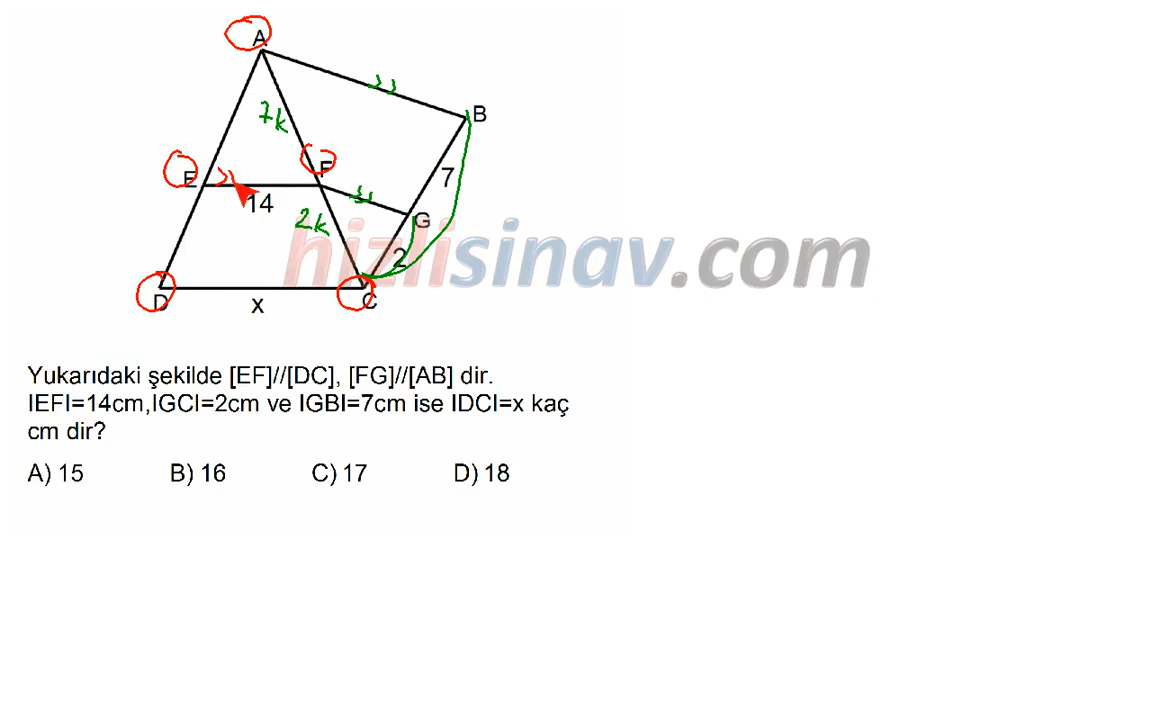 A
B
7k
F
7
E
14
G
2k
2
hizlisinav.com
D
C
x
Yukarıdaki şekilde [EF]//[DC], [FG]//[AB] dir.
IEFI=14cm,IGCI=2cm ve IGBI=7cm ise IDCI=x kaç
cm dir?
A) 15 B) 16 C) 17 D) 18